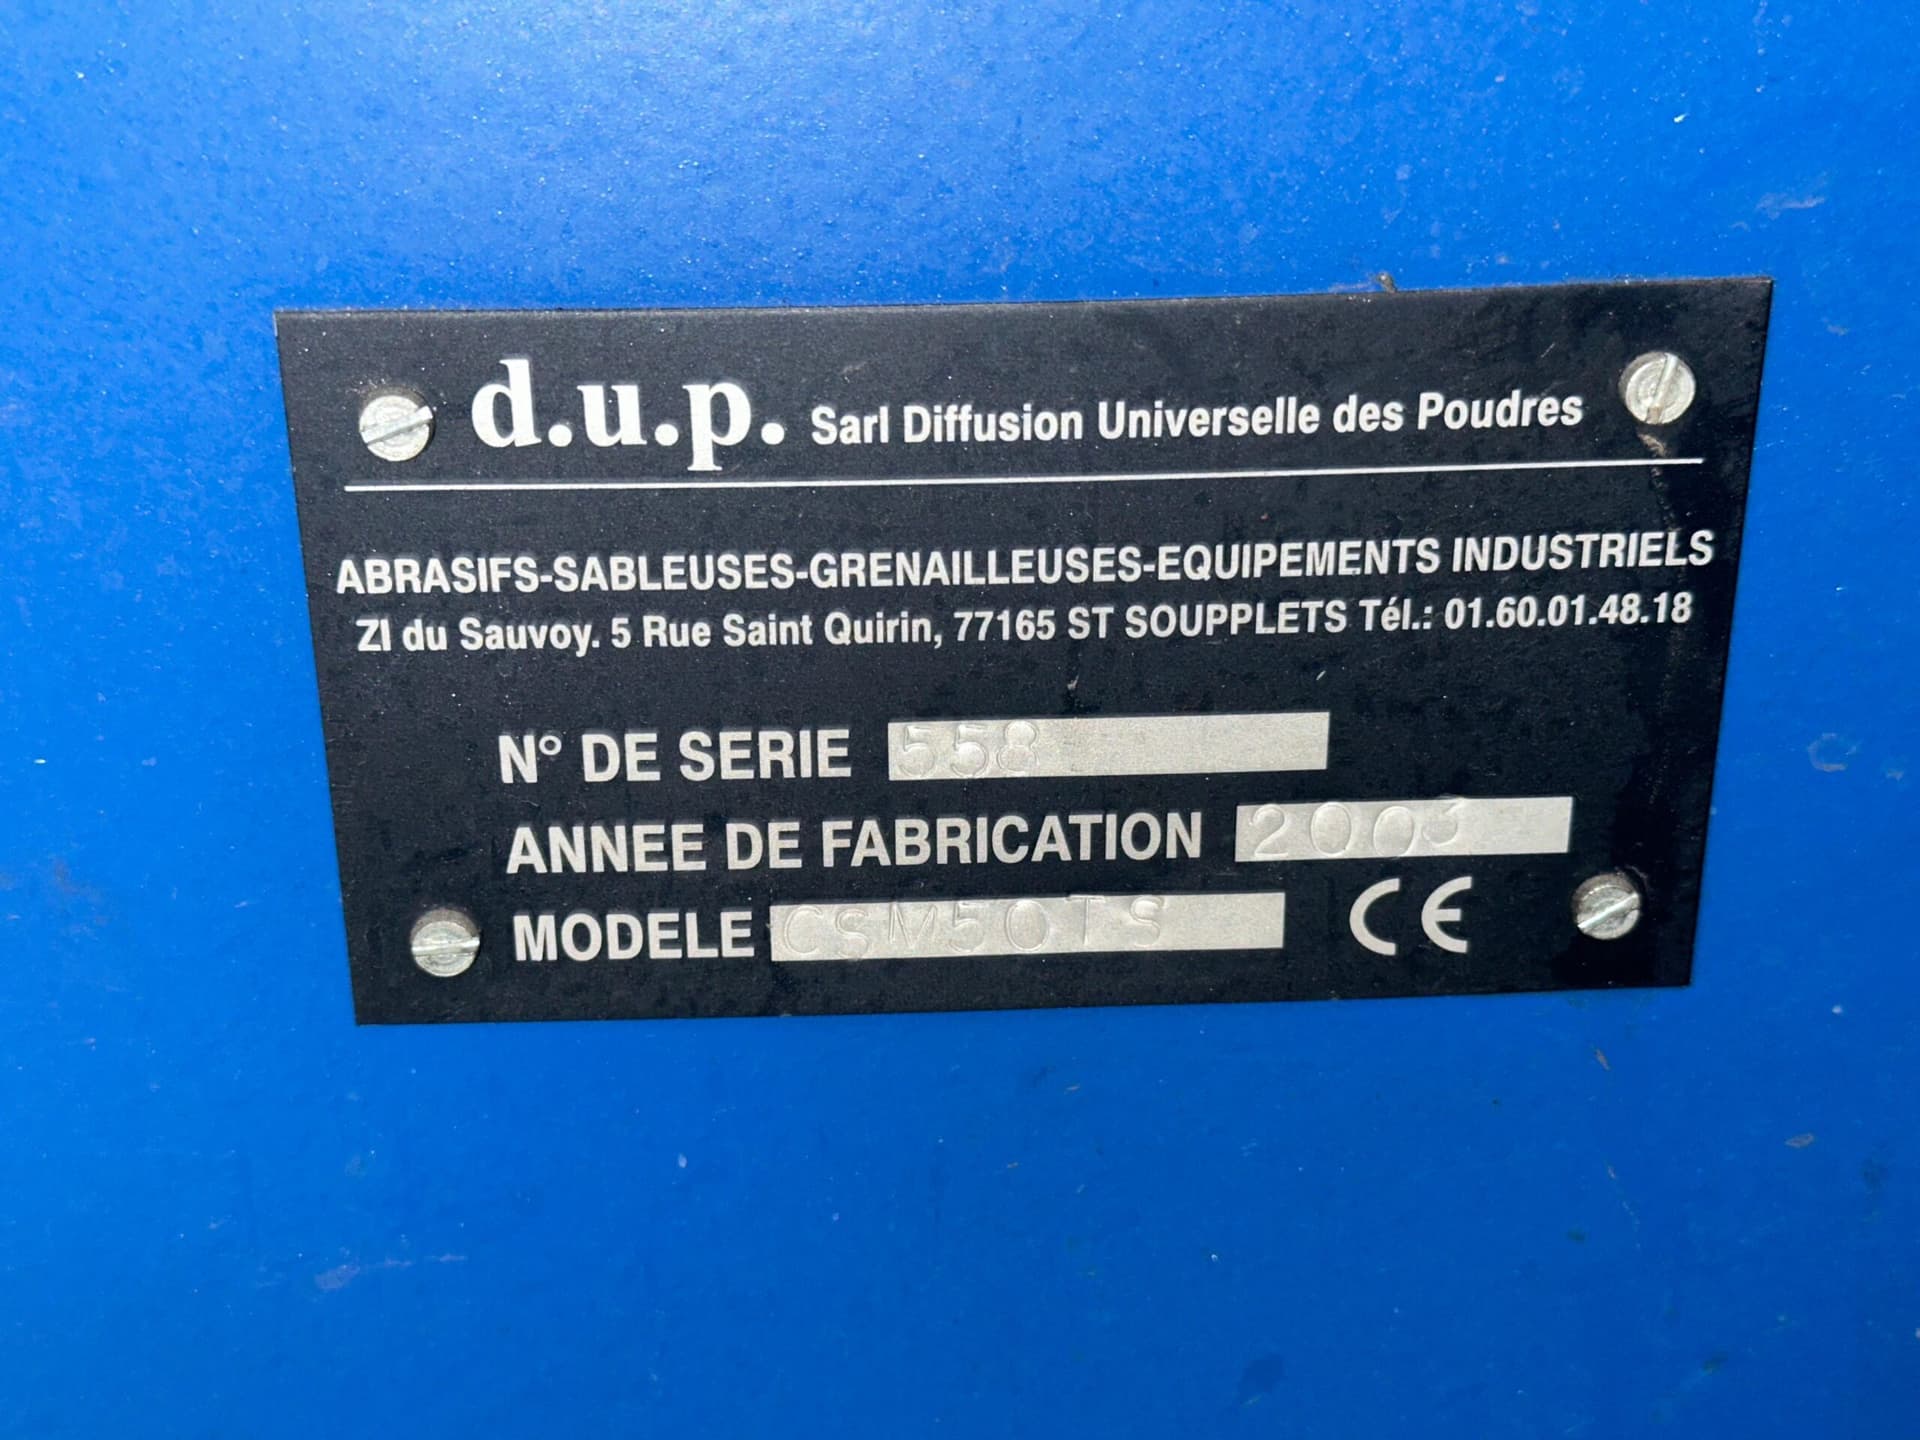 d.u.p. Sarl Diffusion Universelle des Poudres
ABRASIFS-SABLEUSES-GRENAILLEUSES-EQUIPEMENTS INDUSTRIELS
ZI du Sauvoy. 5 Rue Saint Quirin, 77165 ST SOUPPLETS Tél.: 01.60.01.48.18
N° DE SERIE 558
ANNEE DE FABRICATION 2003
MODELE CSM50TS CE